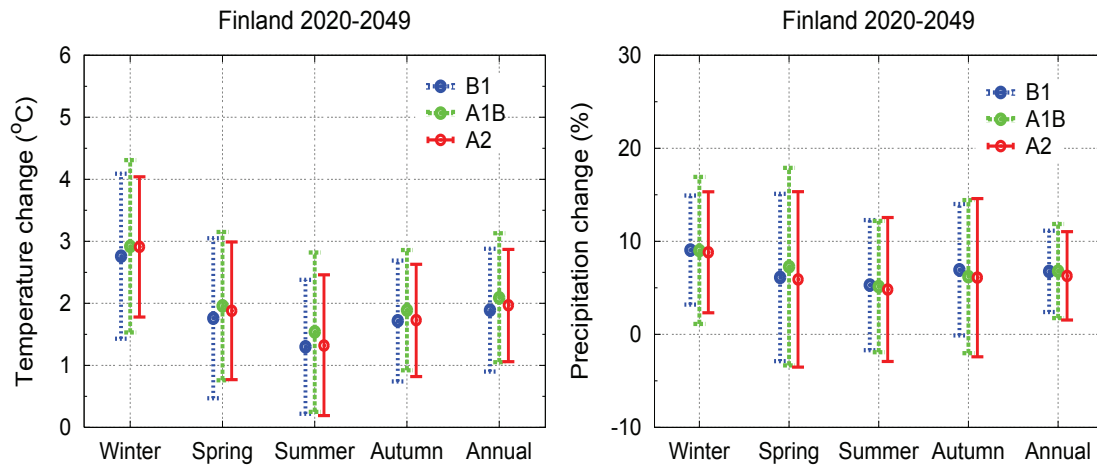 Finland 2020-2049
6
5
4
3
2
1
0
Temperature change (°C)
B1
A1B
A2
Winter Spring Summer Autumn Annual
Finland 2020-2049
30
20
10
0
-10
Precipitation change (%)
B1
A1B
A2
Winter Spring Summer Autumn Annual